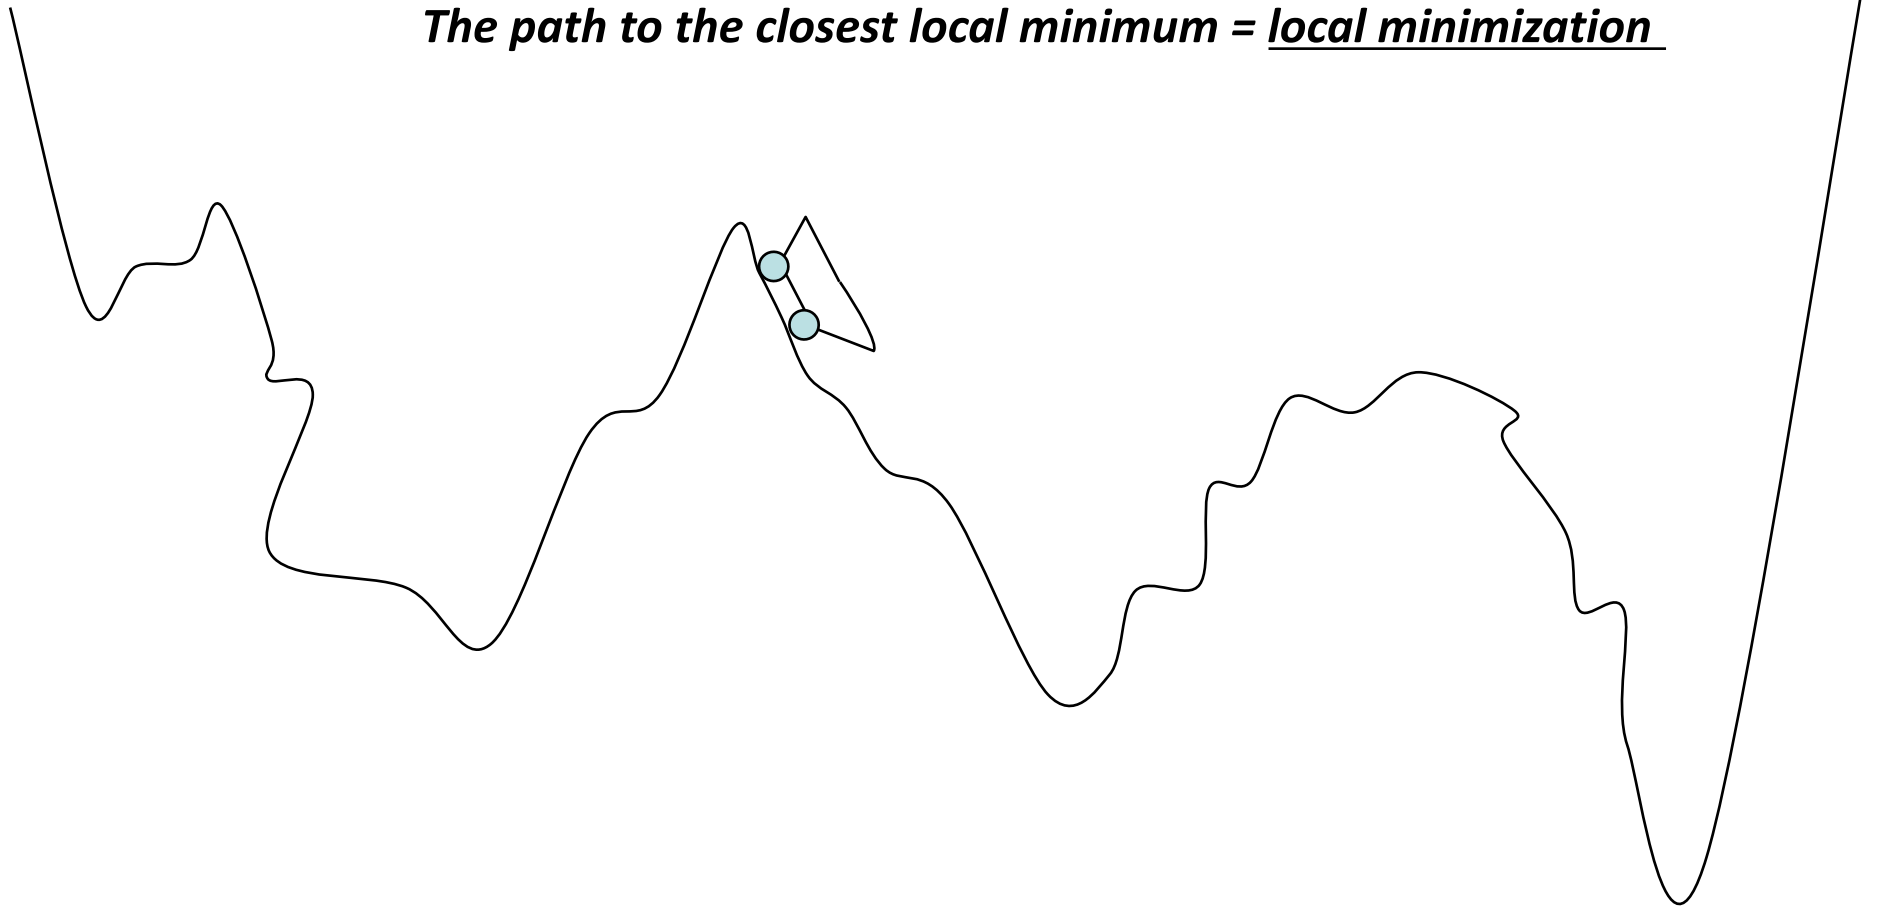 The path to the closest local minimum = local minimization